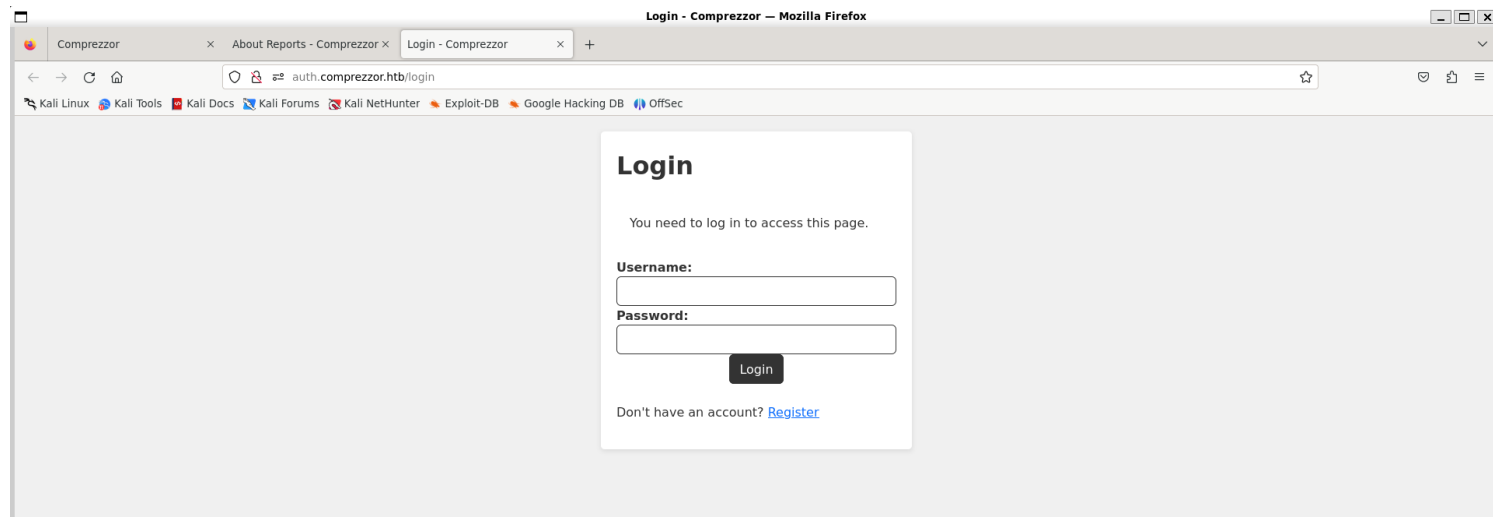 Login - Comprezzor — Mozilla Firefox
Comprezzor
About Reports - Comprezzor
Login - Comprezzor
auth.comprezzor.htb/login
Kali Linux Kali Tools Kali Docs Kali Forums Kali NetHunter Exploit-DB Google Hacking DB OffSec
Login
You need to log in to access this page.
Username:
Password:
Login
Don't have an account? Register